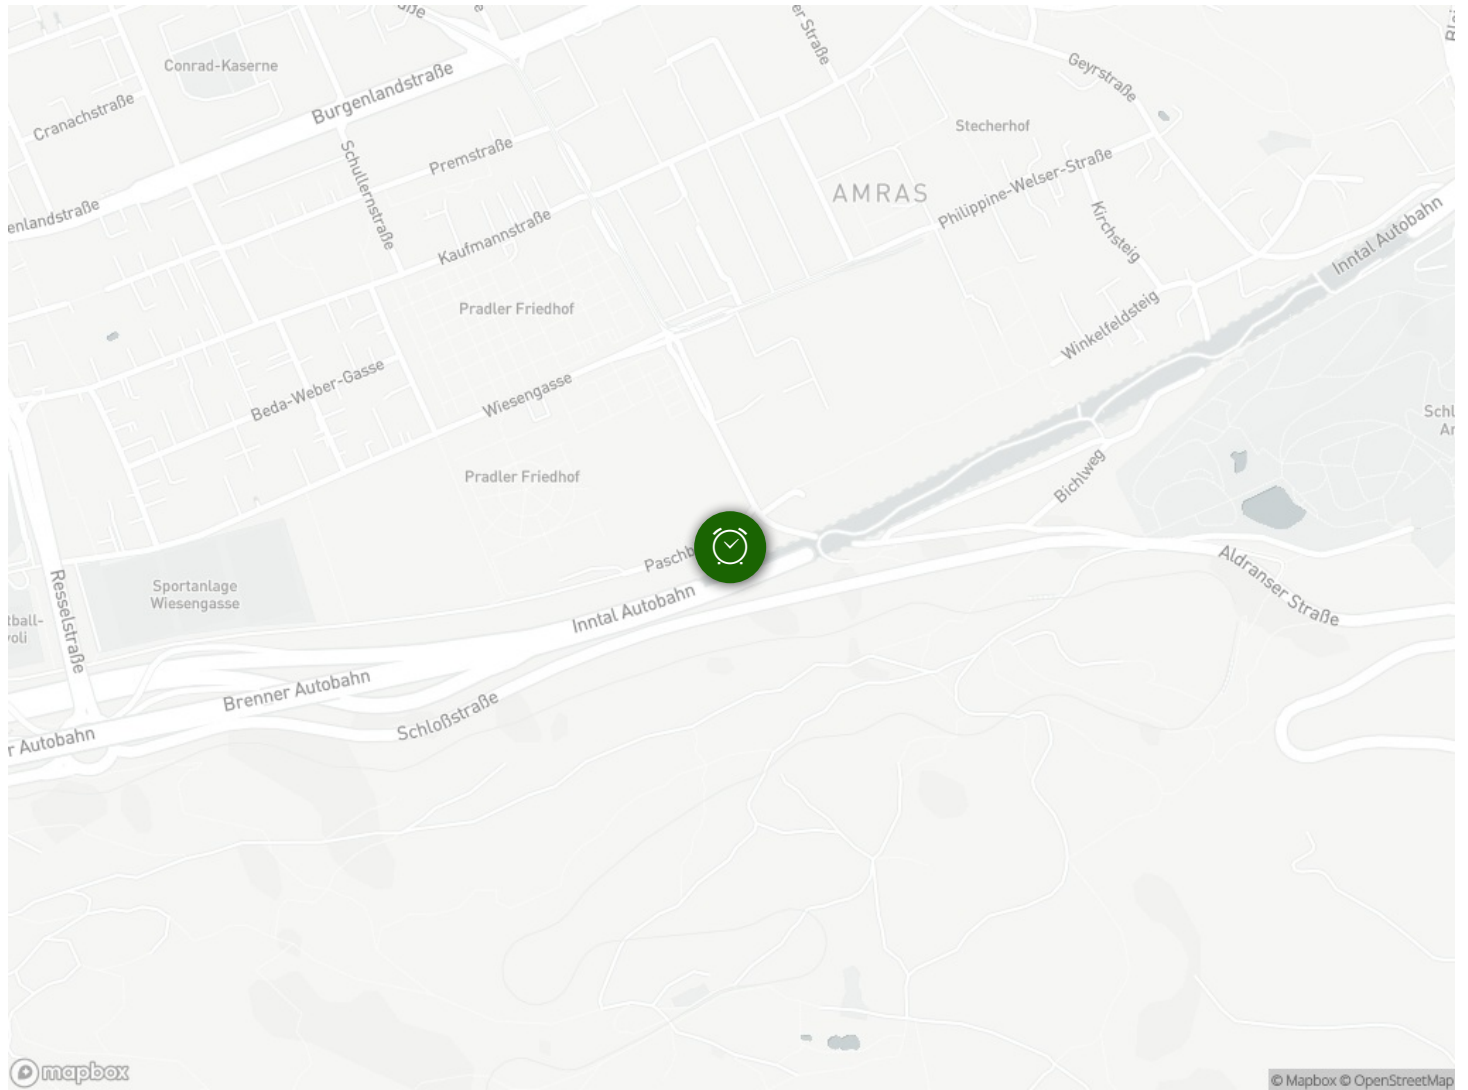 Conrad-Kaserne
Burgenlandstraße
Cranachstraße
Geyrstraße
Stecherhof
Premstraße
Schullernstraße
AMRAS
Philippine-Welser-Straße
Kirchsteig
Inntal Autobahn
Kaufmannstraße
Pradler Friedhof
Winkelfeldsteig
Beda-Weber-Gasse
Wiesengasse
Pradler Friedhof
Bichlweg
Sportanlage
Wiesengasse
Resselstraße
Inntal Autobahn
Aldranser Straße
Brenner Autobahn
Schloßstraße
Autobahn
mapbox
© Mapbox © OpenStreetMap